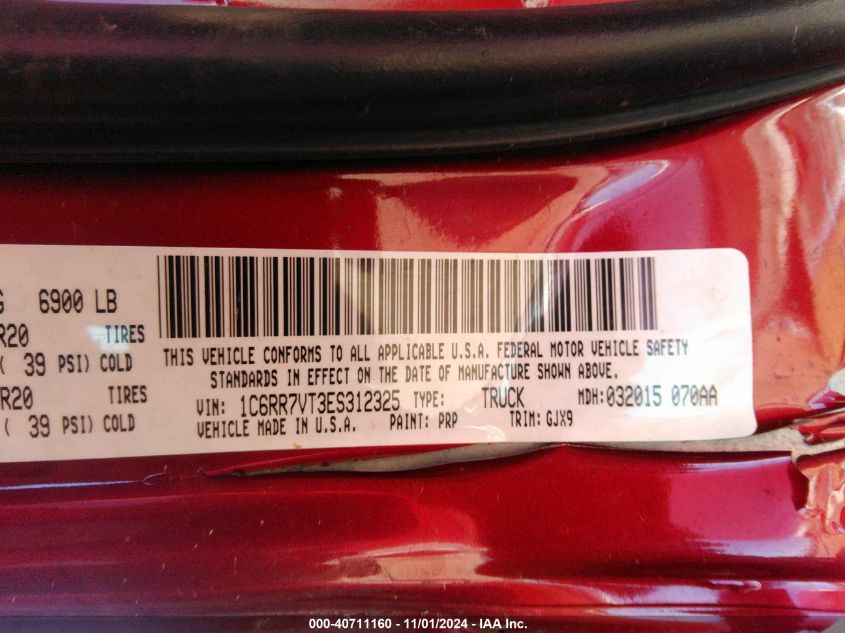 G 6900 LB
R20 TIRES
( 39 PSI) COLD
R20 TIRES
( 39 PSI) COLD
THIS VEHICLE CONFORMS TO ALL APPLICABLE U.S.A. FEDERAL MOTOR VEHICLE SAFETY
STANDARDS IN EFFECT ON THE DATE OF MANUFACTURE SHOWN ABOVE.
VIN: 1C6RR7VT3ES312325 TYPE: TRUCK MDH: 032015 070AA
VEHICLE MADE IN U.S.A. PAINT: PRP TRIM: GJX9
000-40711160 - 11/01/2024 - IAA Inc.